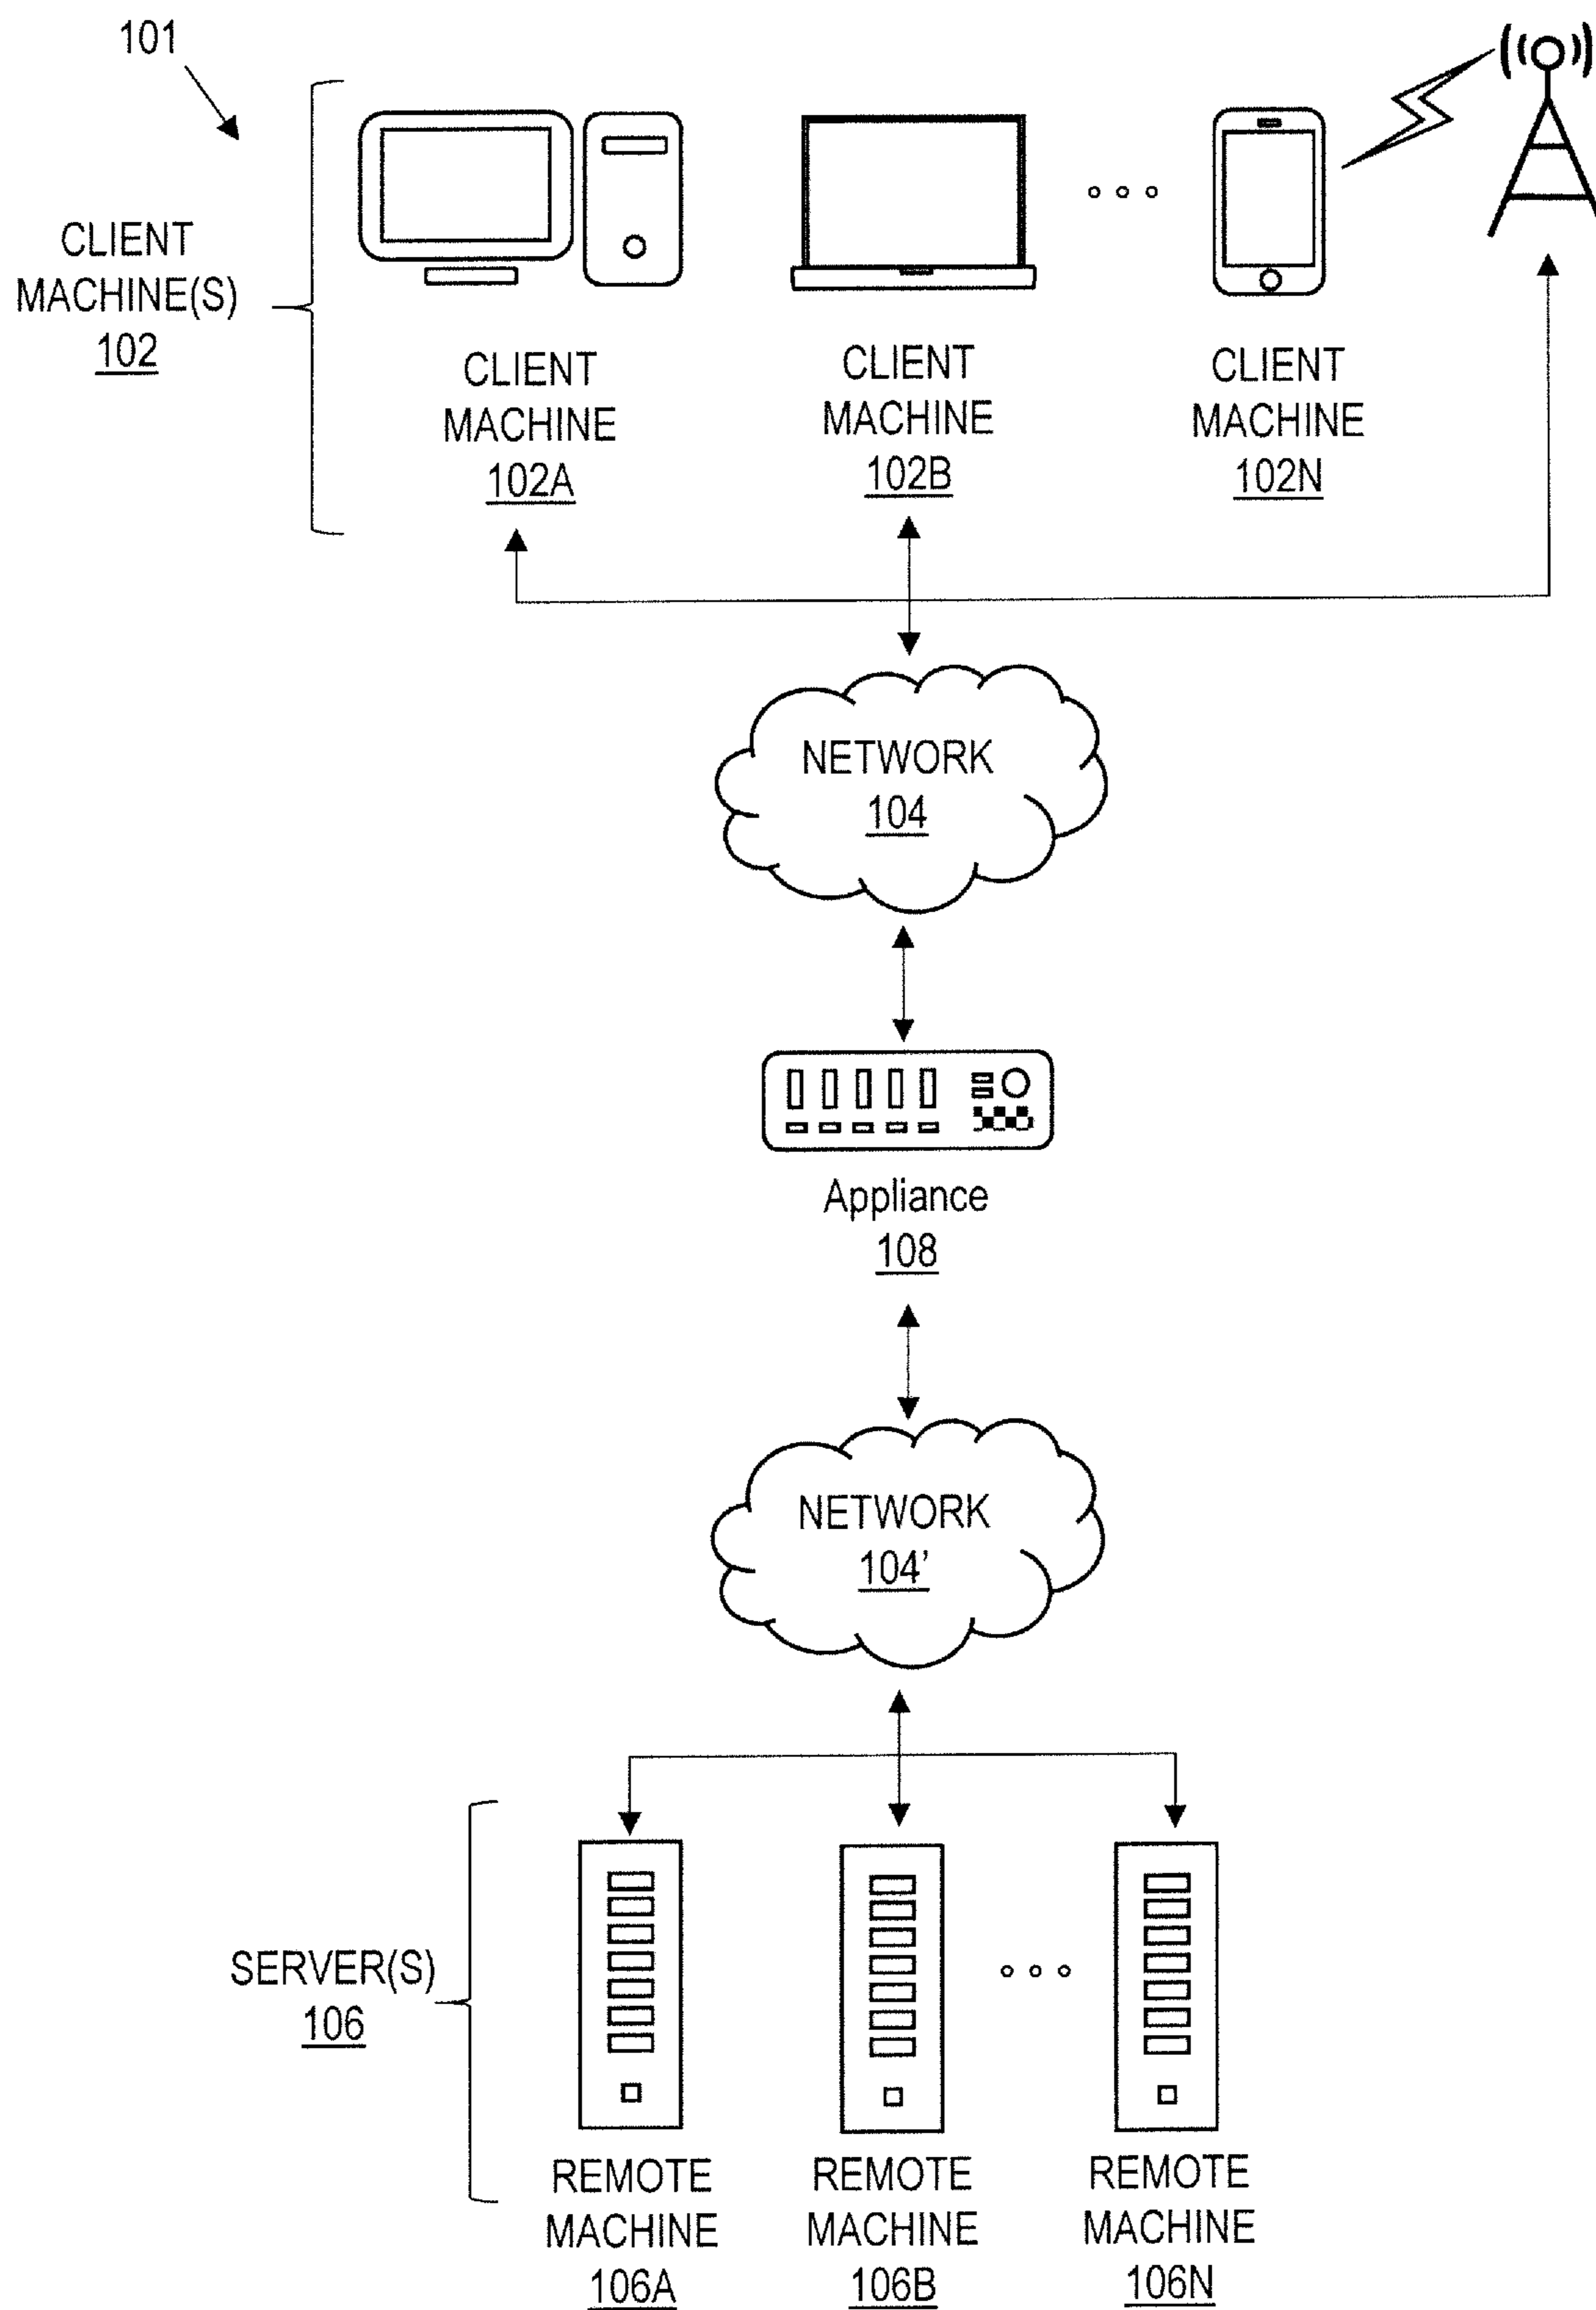 101
CLIENT
MACHINE(S)
102
CLIENT
MACHINE
102A
CLIENT
MACHINE
102B
CLIENT
MACHINE
102N
NETWORK
104
Appliance
108
NETWORK
104’
SERVER(S)
106
REMOTE
MACHINE
106A
REMOTE
MACHINE
106B
REMOTE
MACHINE
106N